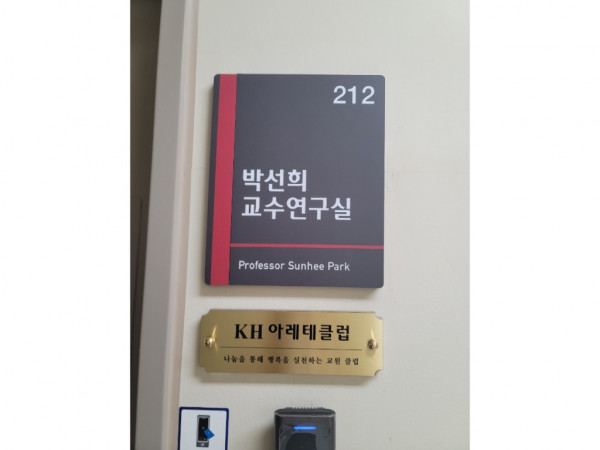 212
박선희
교수연구실
Professor Sunhee Park
KH 아레테클럽
나눔을 통해 행복을 실천하는 교원 클럽